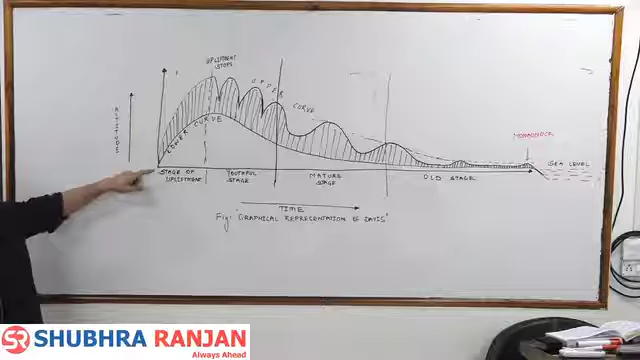 UPLIFTMENT
STOPS
UPPER
CURVE
LOWER CURVE
ALTITUDE
MONADNOCK
SEA LEVEL
STAGE OF
UPLIFTMENT
YOUTHFUL
STAGE
MATURE
STAGE
OLD STAGE
TIME
Fig: "GRAPHICAL REPRESENTATION OF DAVIS"
SR SHUBHRA RANJAN
Always Ahead